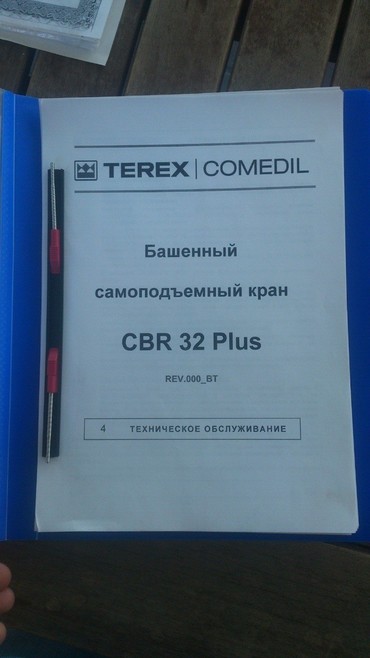 TEREX | COMEDIL
Башенный
самоподъемный кран
CBR 32 Plus
REV.000_BT
4 ТЕХНИЧЕСКОЕ ОБСЛУЖИВАНИЕ